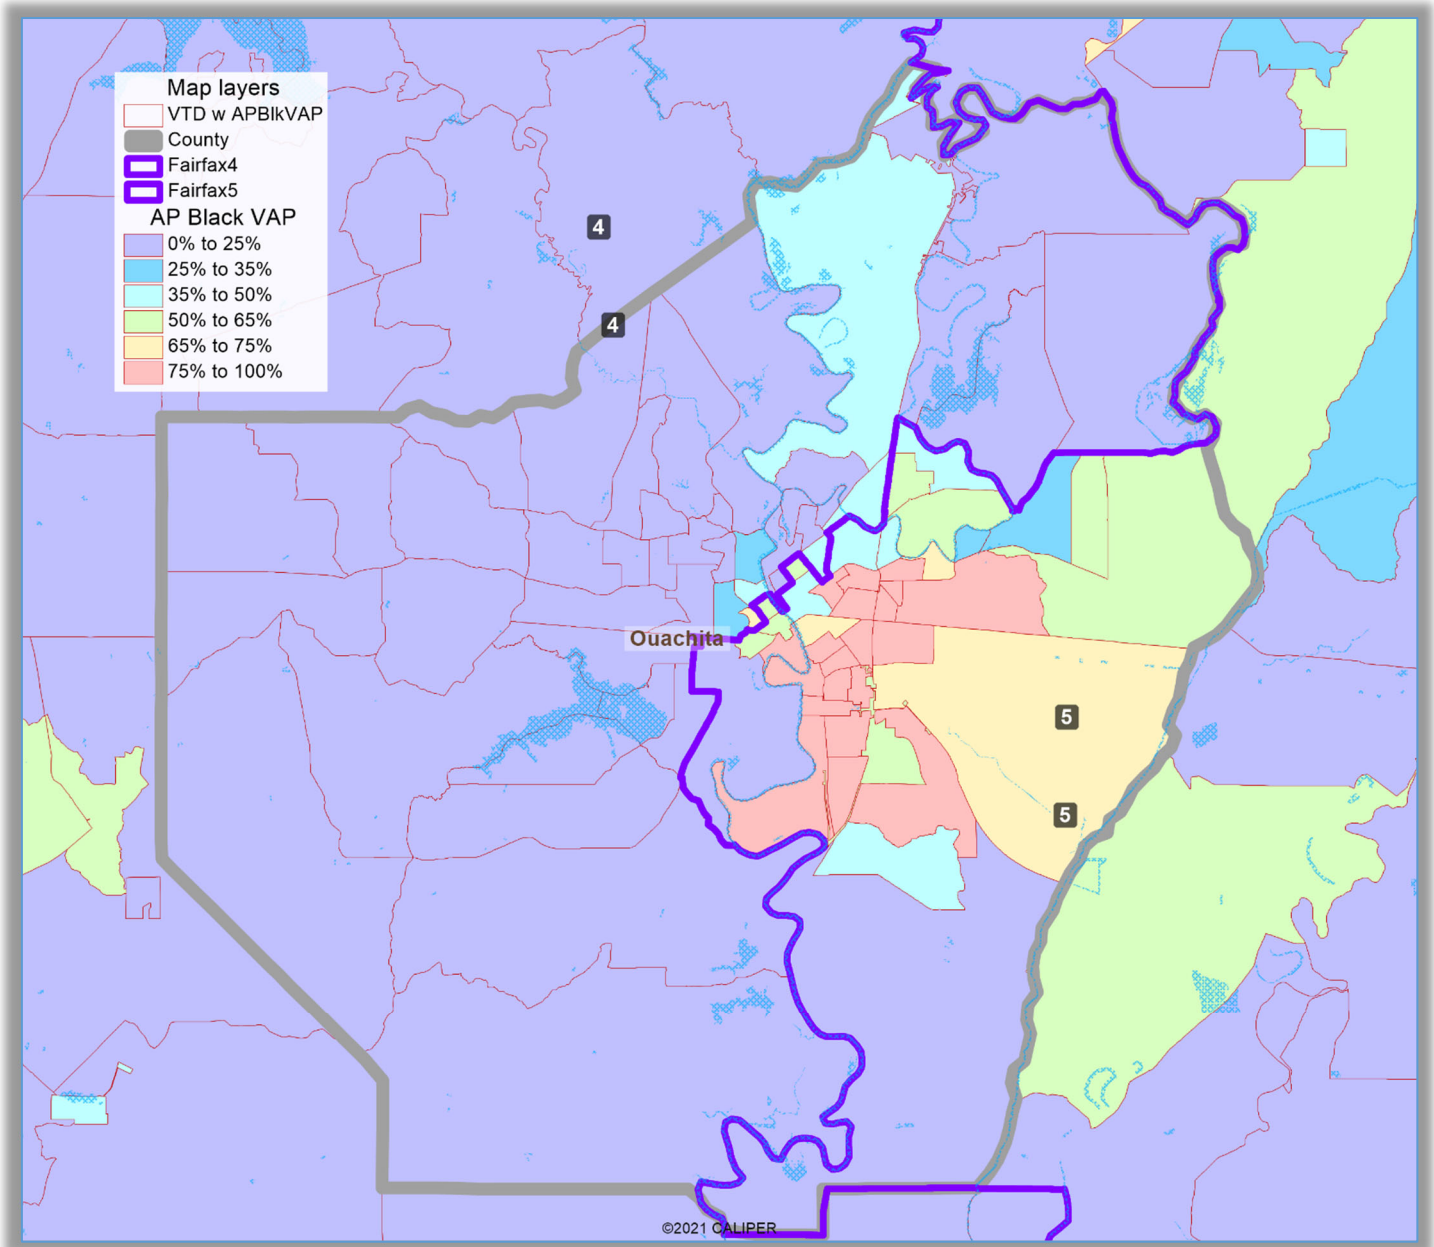 Map layers
VTD w APBlkVAP
County
Fairfax4
Fairfax5
AP Black VAP
0% to 25%
25% to 35%
35% to 50%
50% to 65%
65% to 75%
75% to 100%
4
4
Ouachita
5
5
©2021 CALIPER